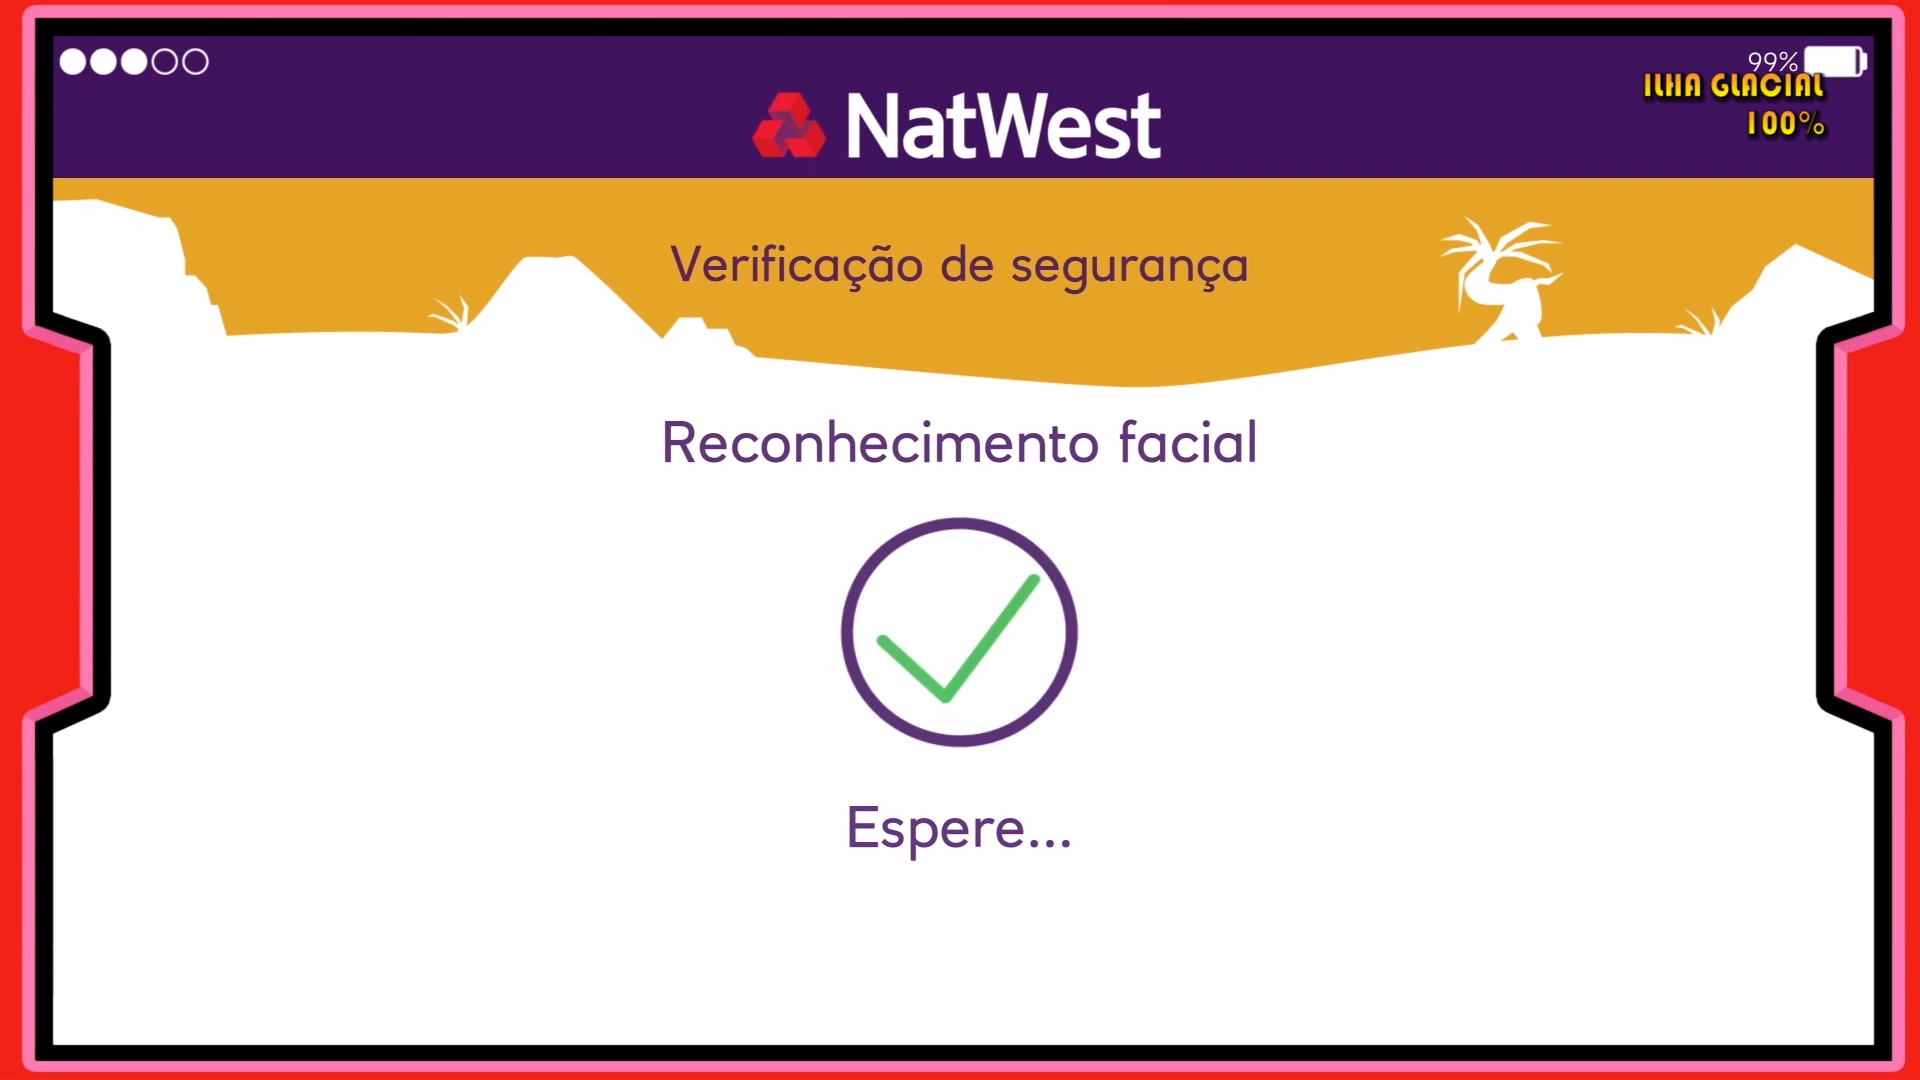 99%
ILHA GLACIAL
100%
NatWest
Verificação de segurança
Reconhecimento facial
Espere...